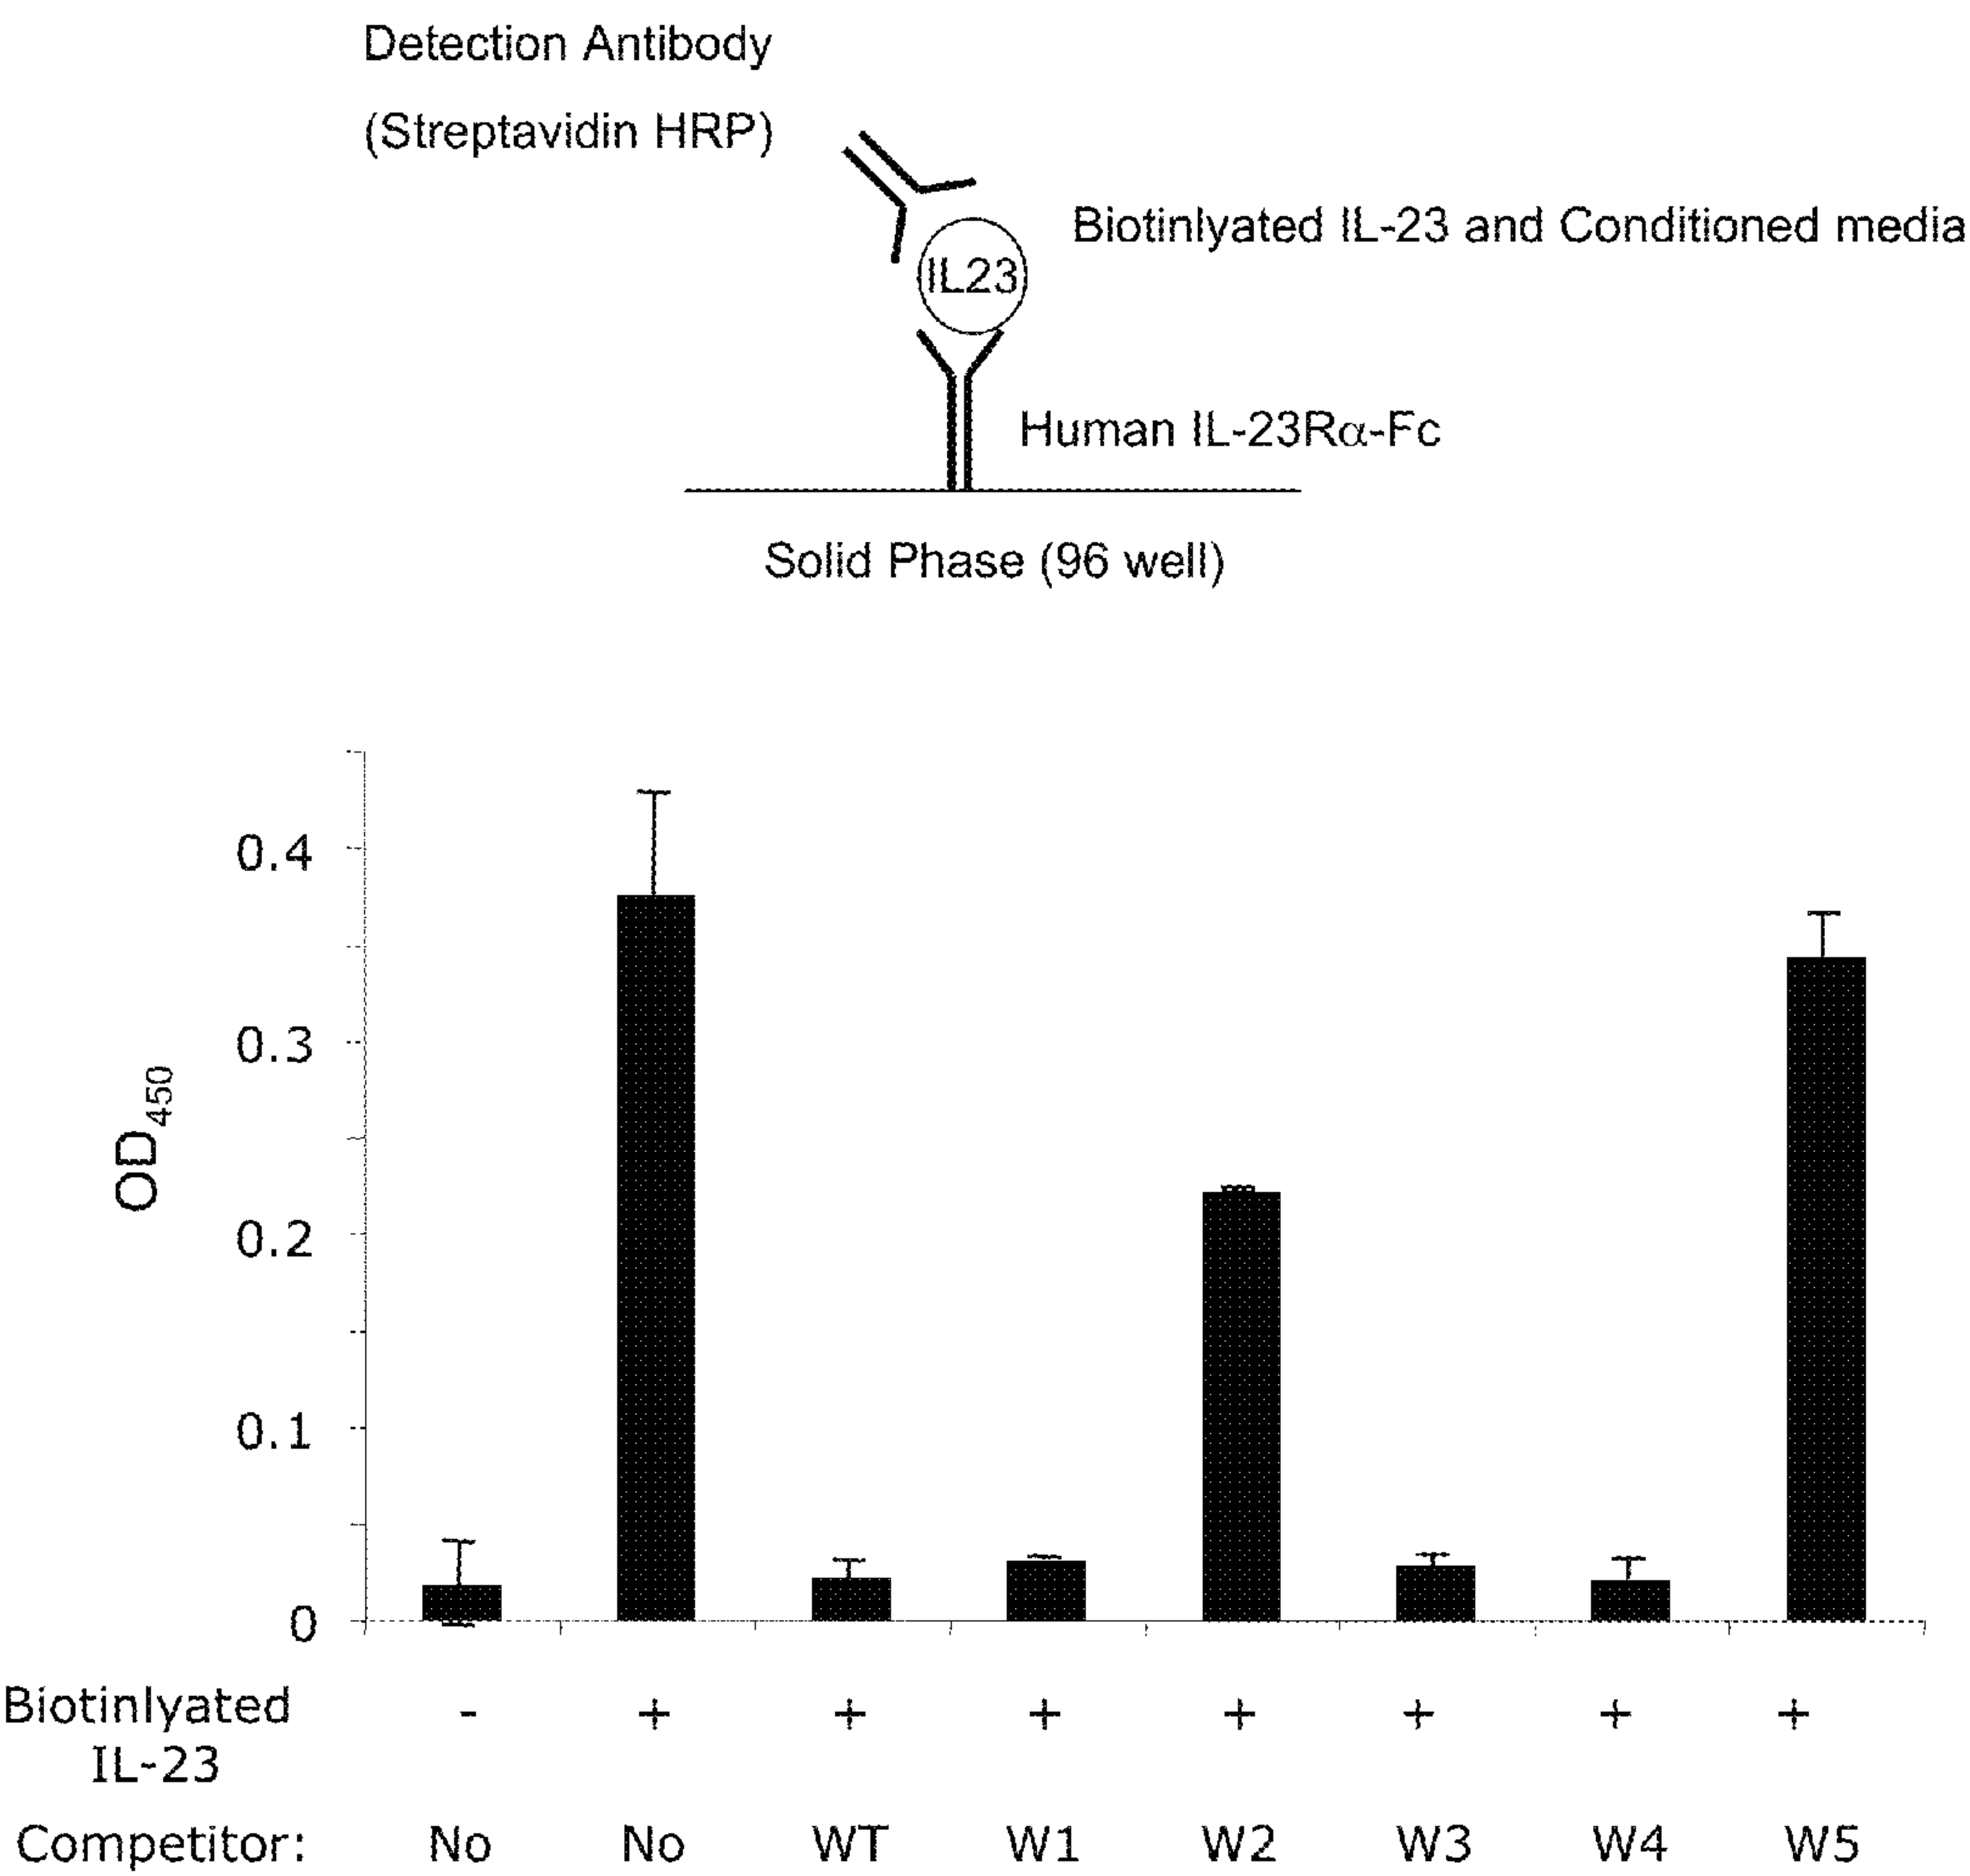 Detection Antibody
(Streptavidin HRP)
Biotinlyated IL-23 and Conditioned media
IL23
Human IL-23Rα-Fc
Solid Phase (96 well)
OD450
0.4
0.3
0.2
0.1
0
Biotinlyated
IL-23
- + + + + + + +
Competitor: No No WT W1 W2 W3 W4 W5